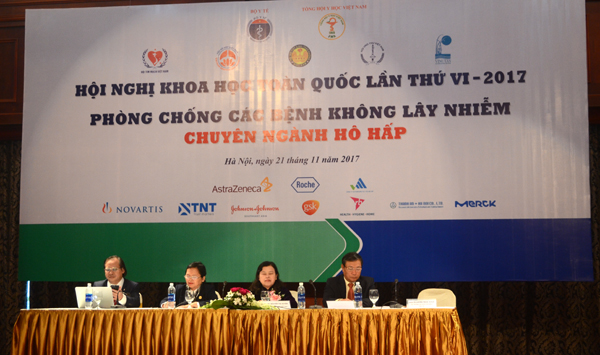 BỘ Y TẾ
TỔNG HỘI Y HỌC VIỆT NAM
HỘI NGHỊ KHOA HỌC TOÀN QUỐC LẦN THỨ VI - 2017
PHÒNG CHỐNG CÁC BỆNH KHÔNG LÂY NHIỄM
CHUYÊN NGÀNH HÔ HẤP
Hà Nội, ngày 21 tháng 11 năm 2017
AstraZeneca
Roche
NOVARTIS
TNT
Johnson & Johnson
gsk
MERCK